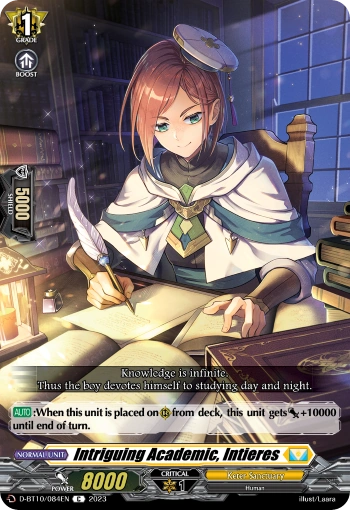 1
GRADE
BOOST
5000
SHIELD
Knowledge is infinite.
Thus the boy devotes himself to studying day and night.
AUTO:When this unit is placed on from deck, this unit gets +10000
until end of turn.
NORMAL UNIT
Intriguing Academic, Intieres
POWER 8000
CRITICAL
1
Keter Sanctuary
Human
D-BT10/084EN C 2023
illust/Laara